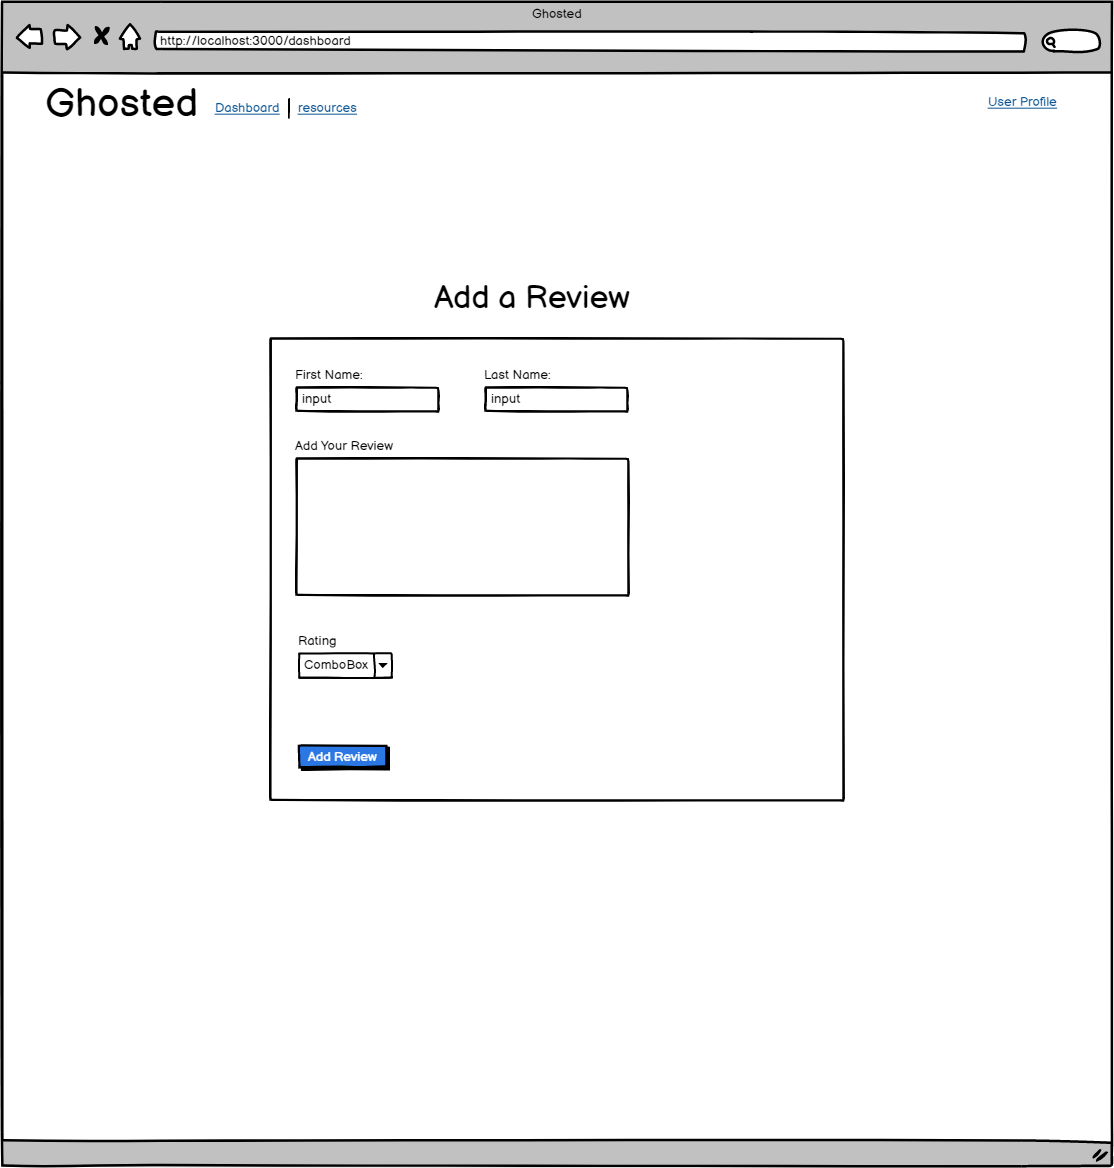 Ghosted
http://localhost:3000/dashboard
Ghosted
Dashboard
resources
User Profile
Add a Review
First Name:
Last Name:
input
input
Add Your Review
Rating
ComboBox
Add Review